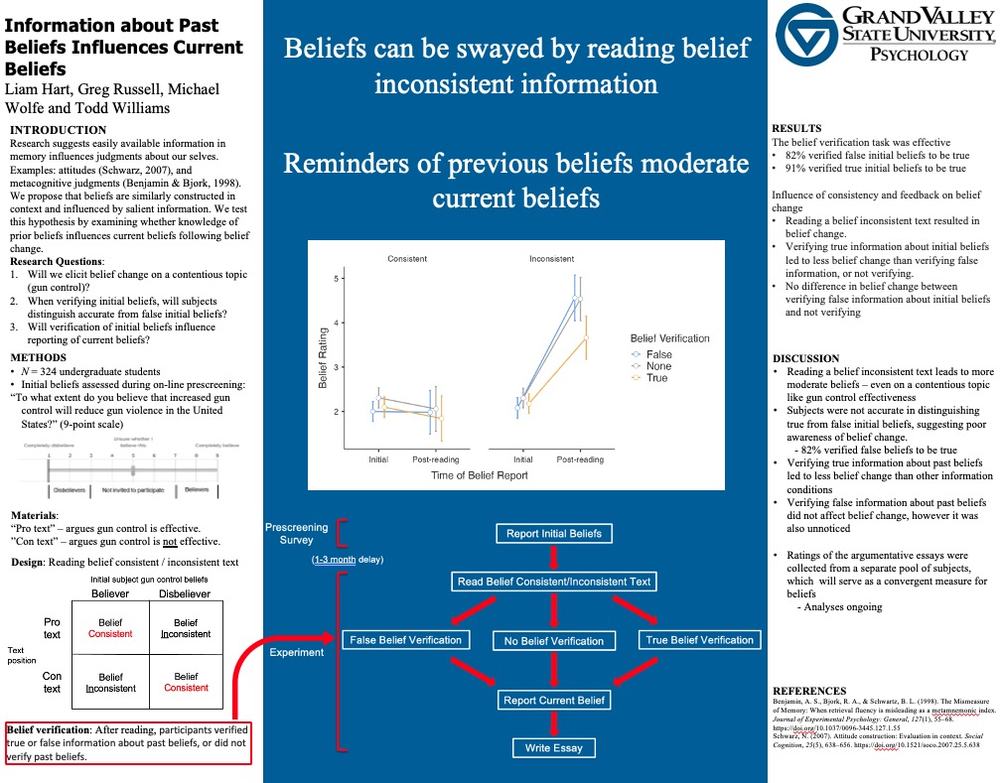 Information about Past
Beliefs Influences Current
Beliefs
Liam Hart, Greg Russell, Michael
Wolfe and Todd Williams
INTRODUCTION
Research suggests easily available information in
memory influences judgments about our selves.
Examples: attitudes (Schwarz, 2007), and
metacognitive judgments (Benjamin & Bjork, 1998).
We propose that beliefs are similarly constructed in
context and influenced by salient information. We test
this hypothesis by examining whether knowledge of
prior beliefs influences current beliefs following belief
change.
Research Questions:
1. Will we elicit belief change on a contentious topic
(gun control)?
2. When verifying initial beliefs, will subjects
distinguish accurate from false initial beliefs?
3. Will verification of initial beliefs influence
reporting of current beliefs?
METHODS
• N = 324 undergraduate students
• Initial beliefs assessed during on-line prescreening:
“To what extent do you believe that increased gun
control will reduce gun violence in the United
States?” (9-point scale)
Completely disbelieve
Unsure whether I
believe this
Completely believe
1 2 3 4 5 6 7 8 9
Disbelievers
Not invited to participate
Believers
Materials:
“Pro text” – argues gun control is effective.
“Con text” – argues gun control is not effective.
Design: Reading belief consistent / inconsistent text
Initial subject gun control beliefs
Believer Disbeliever
Pro
text
Belief
Consistent
Belief
Inconsistent
Text
position
Con
text
Belief
Inconsistent
Belief
Consistent
Belief verification: After reading, participants verified
true or false information about past beliefs, or did not
verify past beliefs.
Beliefs can be swayed by reading belief
inconsistent information
Reminders of previous beliefs moderate
current beliefs
Consistent
Inconsistent
5
4
3
2
Belief Rating
Initial
Post-reading
Initial
Post-reading
Time of Belief Report
Belief Verification
False
None
True
Prescreening
Survey
(1-3 month delay)
Experiment
Report Initial Beliefs
Read Belief Consistent/Inconsistent Text
False Belief Verification
No Belief Verification
True Belief Verification
Report Current Belief
Write Essay
GRAND VALLEY
STATE UNIVERSITY
PSYCHOLOGY
RESULTS
The belief verification task was effective
• 82% verified false initial beliefs to be true
• 91% verified true initial beliefs to be true
Influence of consistency and feedback on belief
change
• Reading a belief inconsistent text resulted in
belief change.
• Verifying true information about initial beliefs
led to less belief change than verifying false
information, or not verifying.
• No difference in belief change between
verifying false information about initial beliefs
and not verifying
DISCUSSION
• Reading a belief inconsistent text leads to more
moderate beliefs – even on a contentious topic
like gun control effectiveness
• Subjects were not accurate in distinguishing
true from false initial beliefs, suggesting poor
awareness of belief change.
- 82% verified false beliefs to be true
• Verifying true information about past beliefs
led to less belief change than other information
conditions
• Verifying false information about past beliefs
did not affect belief change, however it was
also unnoticed
• Ratings of the argumentative essays were
collected from a separate pool of subjects,
which will serve as a convergent measure for
beliefs
- Analyses ongoing
REFERENCES
Benjamin, A. S., Bjork, R. A., & Schwartz, B. L. (1998). The Mismeasure
of Memory: When retrieval fluency is misleading as a metamnemonic index.
Journal of Experimental Psychology: General, 127(1), 55–68.
https://doi.org/10.1037/0096-3445.127.1.55
Schwarz, N. (2007). Attitude construction: Evaluation in context. Social
Cognition, 25(5), 638–656. https://doi.org/10.1521/soco.2007.25.5.638